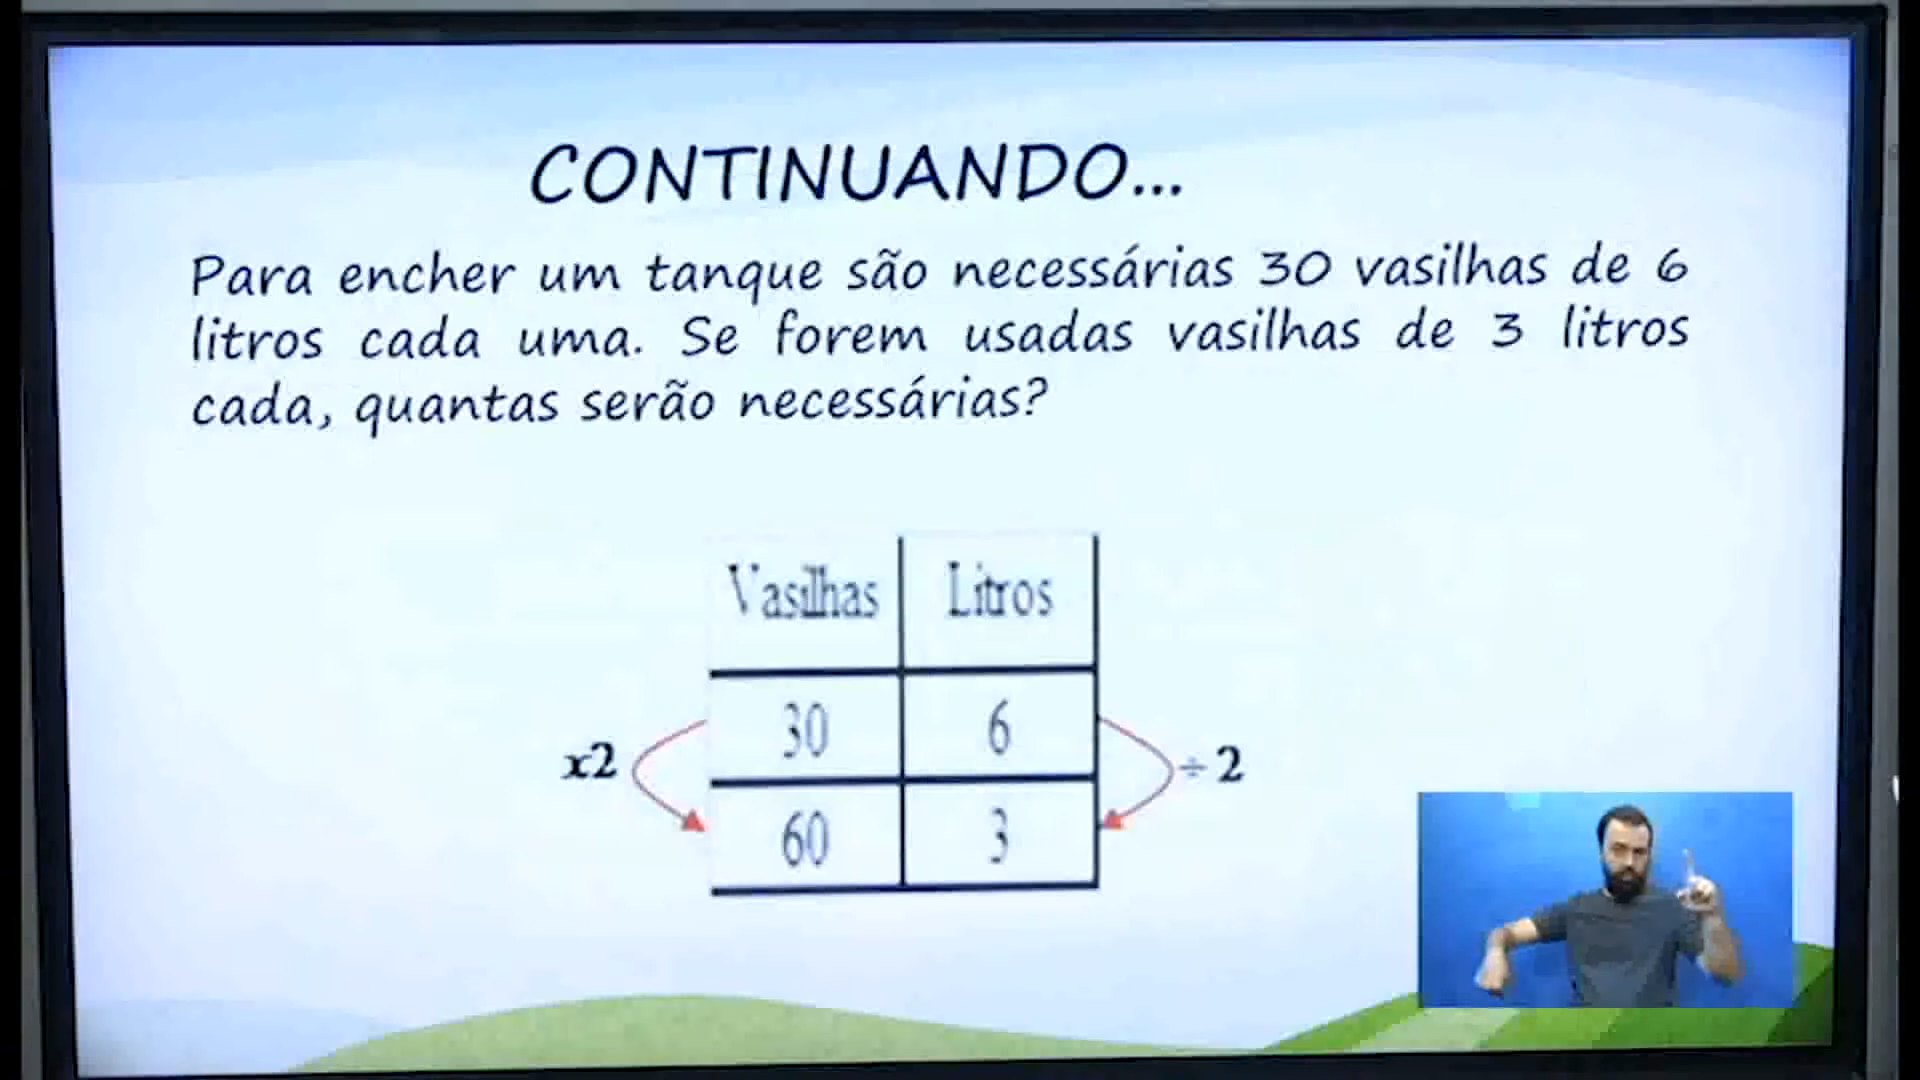 CONTINUANDO...
Para encher um tanque são necessárias 30 vasilhas de 6
litros cada uma. Se forem usadas vasilhas de 3 litros
cada, quantas serão necessárias?
Vasilhas Litros
30 6
x2 ÷ 2
60 3